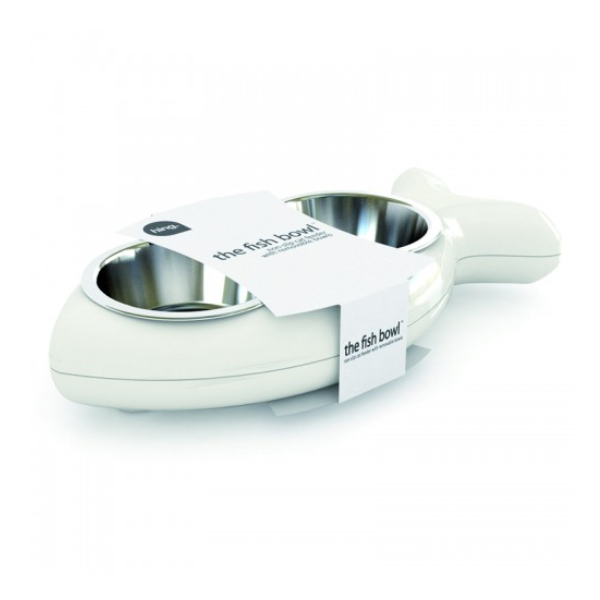 hing.
the fish bowl™
non-slip cat feeder
with removable bowls
the fish bowl™
non-slip cat feeder with removable bowls